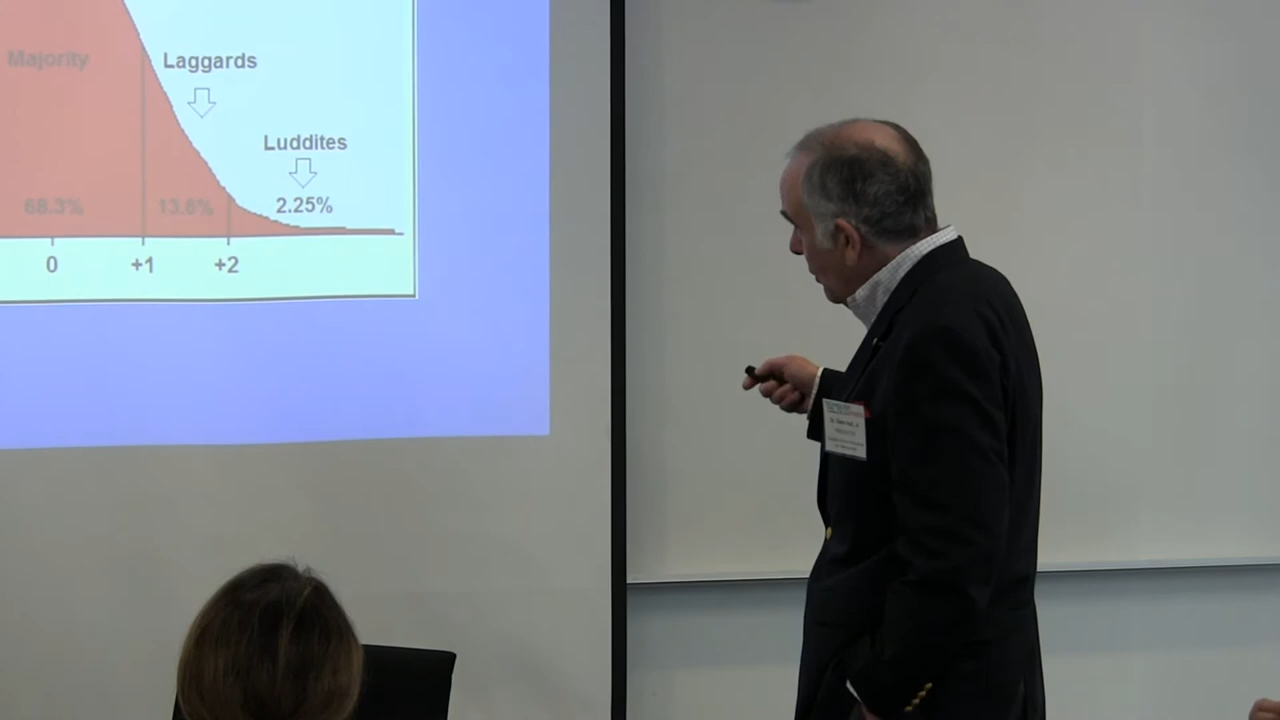 Majority
Laggards
Luddites
68.3%
13.6%
2.25%
0
+1
+2